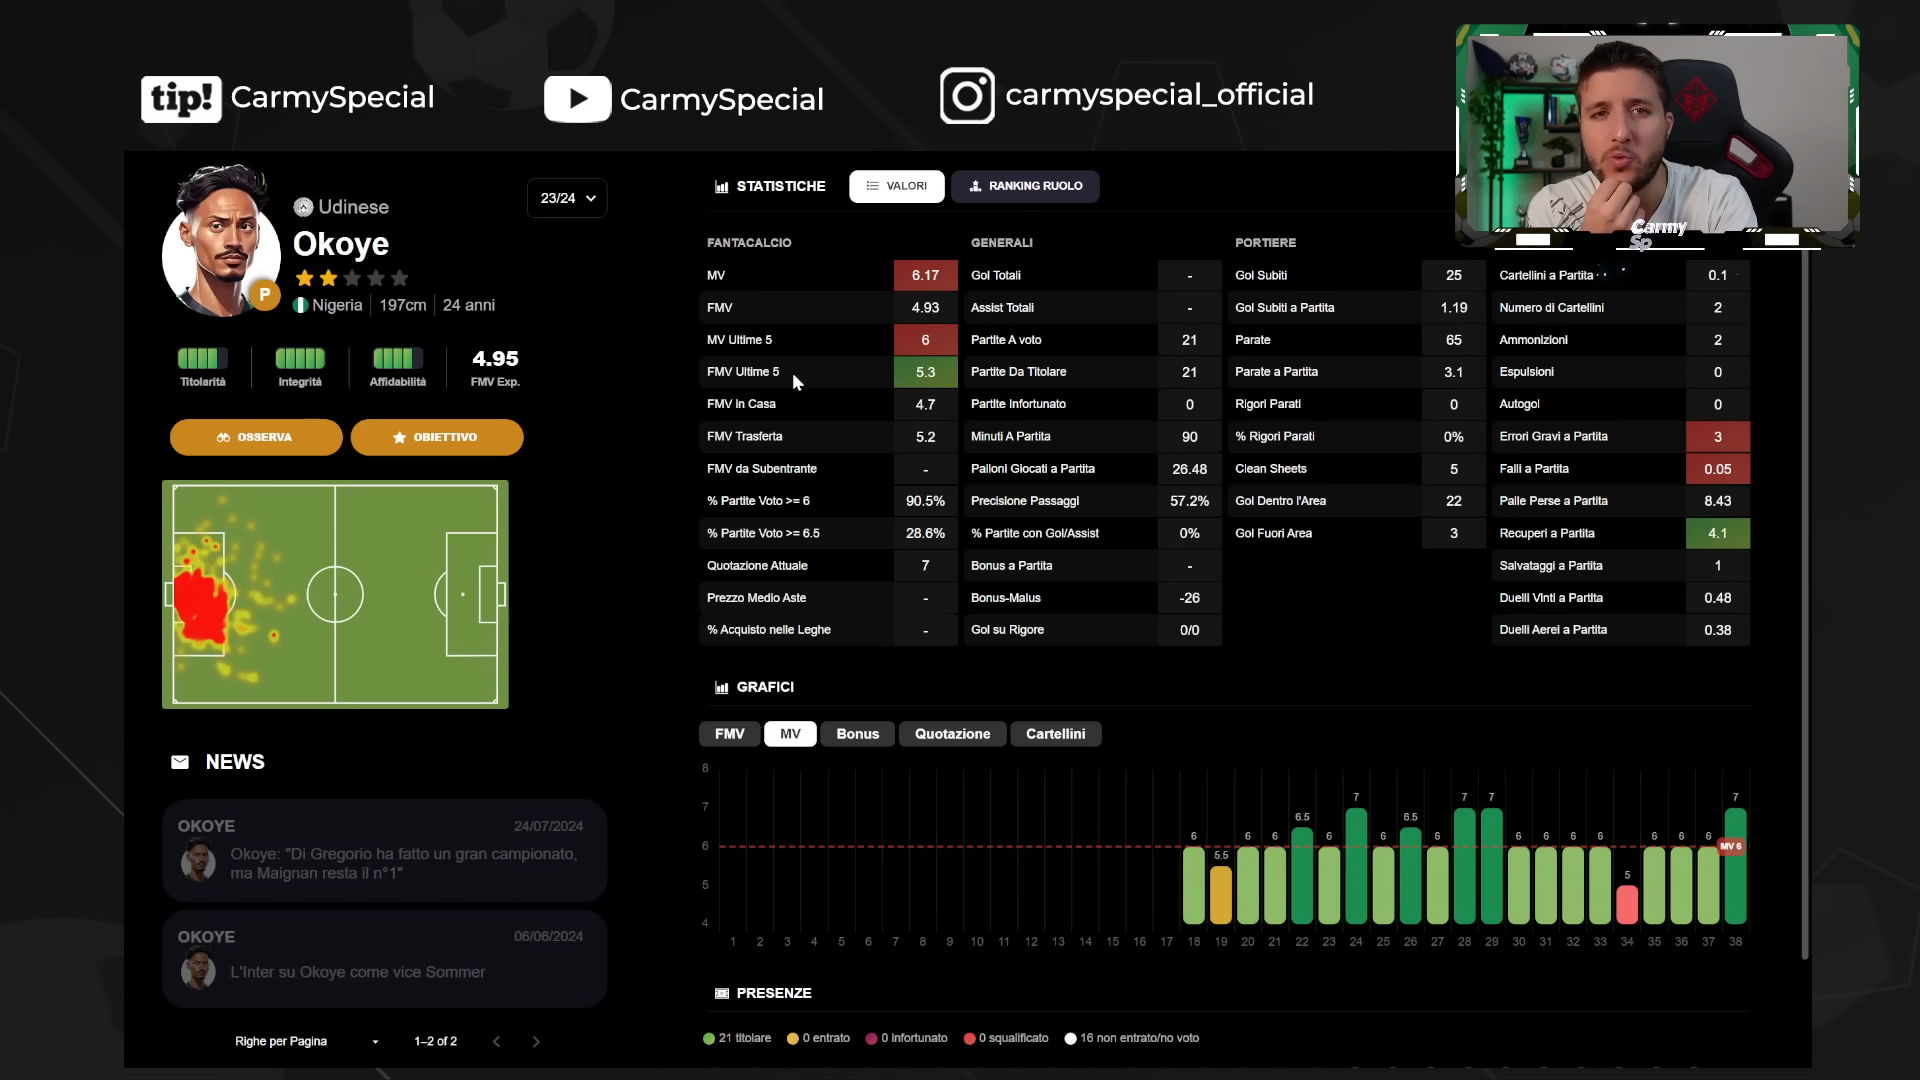 tip! CarmySpecial
CarmySpecial
carmyspecial_official
Carmy
Sp
Udinese
23/24
Okoye
P
Nigeria 197cm 24 anni
Titolarità
Integrità
Affidabilità
4.95
FMV Exp.
OSSERVA
OBIETTIVO
NEWS
OKOYE 24/07/2024
Okoye: "Di Gregorio ha fatto un gran campionato,
ma Maignan resta il n°1"
OKOYE 06/06/2024
L'Inter su Okoye come vice Sommer
Righe per Pagina
1–2 of 2
STATISTICHE
VALORI
RANKING RUOLO
FANTACALCIO
MV 6.17
FMV 4.93
MV Ultime 5 6
FMV Ultime 5 5.3
FMV in Casa 4.7
FMV Trasferta 5.2
FMV da Subentrante -
% Partite Voto >= 6 90.5%
% Partite Voto >= 6.5 28.6%
Quotazione Attuale 7
Prezzo Medio Aste -
% Acquisto nelle Leghe -
GENERALI
Gol Totali -
Assist Totali -
Partite A voto 21
Partite Da Titolare 21
Partite Infortunato 0
Minuti A Partita 90
Palloni Giocati a Partita 26.48
Precisione Passaggi 57.2%
% Partite con Gol/Assist 0%
Bonus a Partita -
Bonus-Malus -26
Gol su Rigore 0/0
PORTIERE
Gol Subiti 25
Gol Subiti a Partita 1.19
Parate 65
Parate a Partita 3.1
Rigori Parati 0
% Rigori Parati 0%
Clean Sheets 5
Gol Dentro l'Area 22
Gol Fuori Area 3
Cartellini a Partita 0.1
Numero di Cartellini 2
Ammonizioni 2
Espulsioni 0
Autogol 0
Errori Gravi a Partita 3
Falli a Partita 0.05
Palle Perse a Partita 8.43
Recuperi a Partita 4.1
Salvataggi a Partita 1
Duelli Vinti a Partita 0.48
Duelli Aerei a Partita 0.38
GRAFICI
FMV MV Bonus Quotazione Cartellini
8
7
6
5
4
6 5.5 6 6 6.5 6 7 6 6.5 6 7 7 6 6 6 6 5 6 6 6 7
MV 6
1 2 3 4 5 6 7 8 9 10 11 12 13 14 15 16 17 18 19 20 21 22 23 24 25 26 27 28 29 30 31 32 33 34 35 36 37 38
PRESENZE
21 titolare 0 entrato 0 infortunato 0 squalificato 16 non entrato/no voto